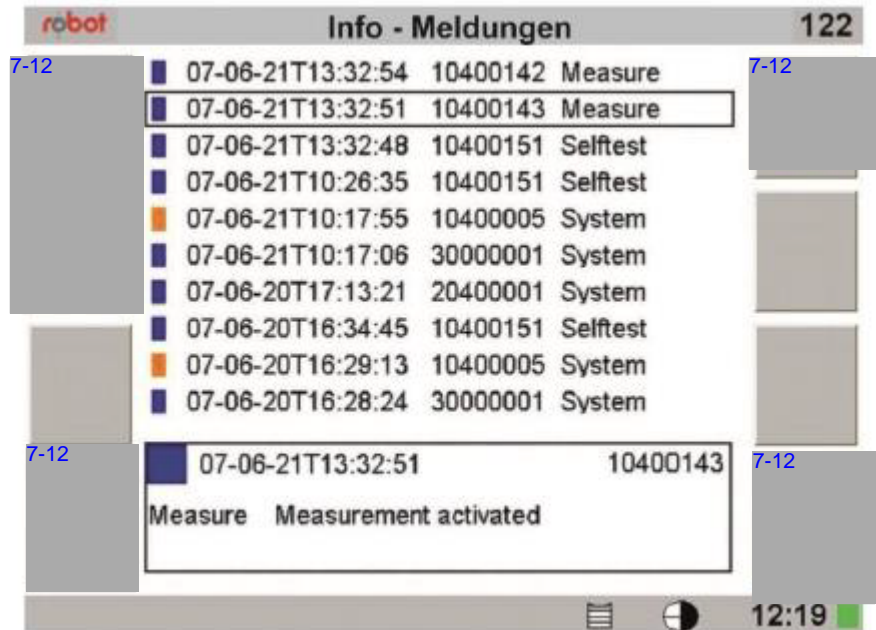 robot Info - Meldungen 122
7-12 7-12
07-06-21T13:32:54 10400142 Measure
07-06-21T13:32:51 10400143 Measure
07-06-21T13:32:48 10400151 Selftest
07-06-21T10:26:35 10400151 Selftest
07-06-21T10:17:55 10400005 System
07-06-21T10:17:06 30000001 System
07-06-20T17:13:21 20400001 System
07-06-20T16:34:45 10400151 Selftest
07-06-20T16:29:13 10400005 System
07-06-20T16:28:24 30000001 System
7-12 7-12
07-06-21T13:32:51 10400143
Measure Measurement activated
12:19